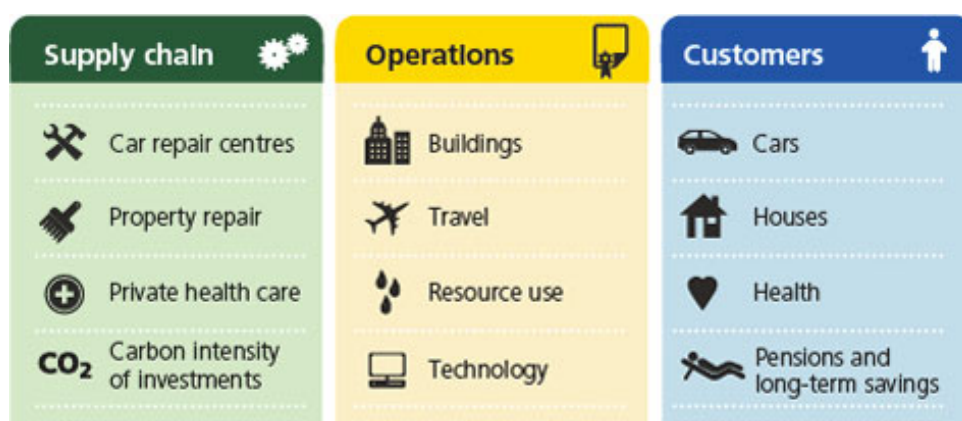 Supply chain
Car repair centres
Property repair
Private health care
CO₂
Carbon intensity
of investments
Operations
Buildings
Travel
Resource use
Technology
Customers
Cars
Houses
Health
Pensions and
long-term savings